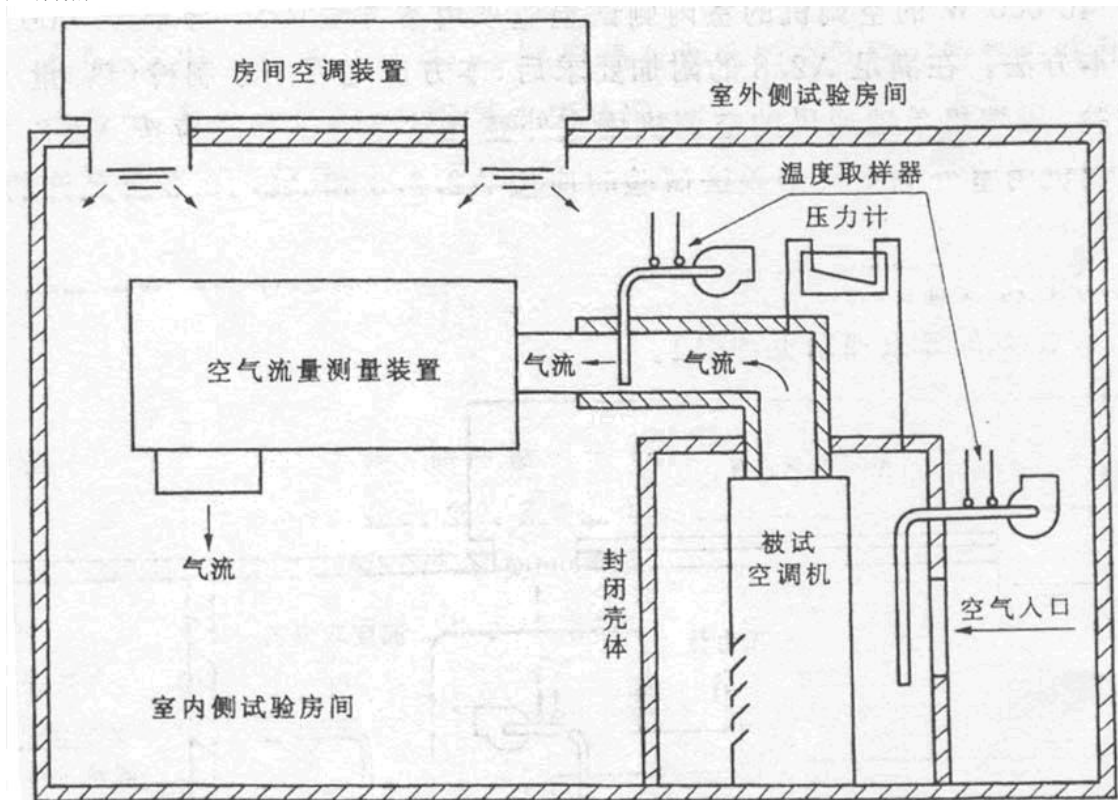 房间空调装置
室外侧试验房间
温度取样器
压力计
空气流量测量装置
气流
气流
气流
被试
空调机
封闭壳体
空气入口
室内侧试验房间